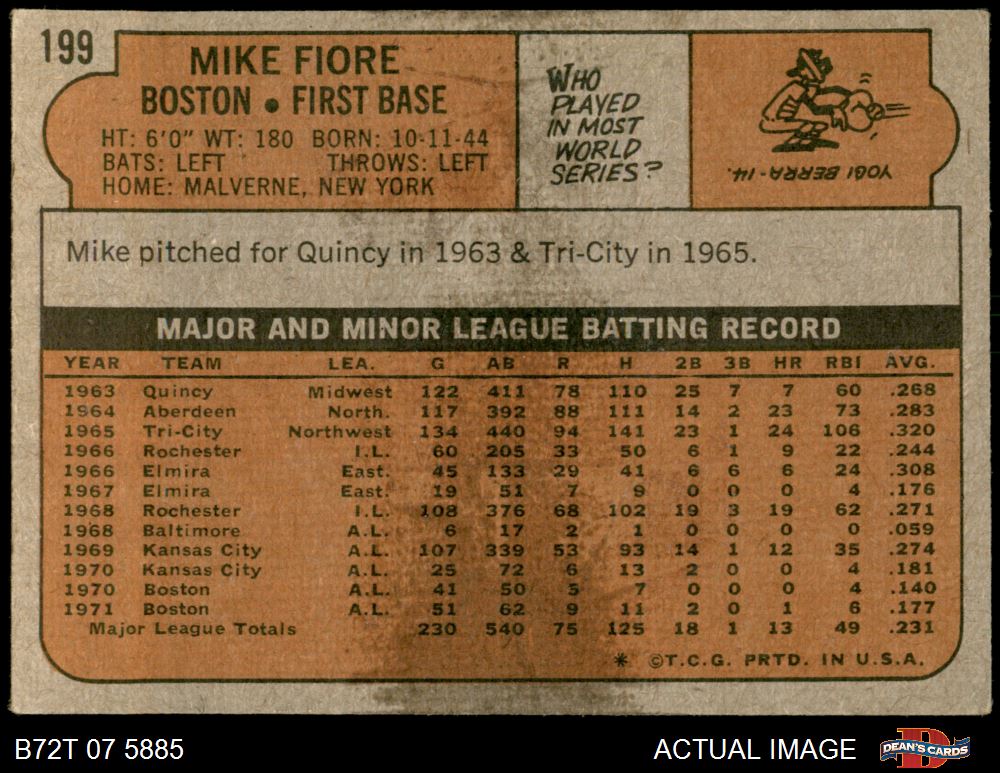 199
MIKE FIORE
BOSTON • FIRST BASE
HT: 6'0" WT: 180 BORN: 10-11-44
BATS: LEFT THROWS: LEFT
HOME: MALVERNE, NEW YORK
WHO
PLAYED
IN MOST
WORLD
SERIES?
YOGI BERRA-14.
Mike pitched for Quincy in 1963 & Tri-City in 1965.
MAJOR AND MINOR LEAGUE BATTING RECORD
YEAR TEAM LEA. G AB R H 2B 3B HR RBI AVG.
1963 Quincy Midwest 122 411 78 110 25 7 7 60 .268
1964 Aberdeen North. 117 392 88 111 14 2 23 73 .283
1965 Tri-City Northwest 134 440 94 141 23 1 24 106 .320
1966 Rochester I.L. 60 205 33 50 6 1 9 22 .244
1966 Elmira East. 45 133 29 41 6 6 6 24 .308
1967 Elmira East. 19 51 7 9 0 0 0 4 .176
1968 Rochester I.L. 108 376 68 102 19 3 19 62 .271
1968 Baltimore A.L. 6 17 2 1 0 0 0 0 .059
1969 Kansas City A.L. 107 339 53 93 14 1 12 35 .274
1970 Kansas City A.L. 25 72 6 13 2 0 0 4 .181
1970 Boston A.L. 41 50 5 7 0 0 0 4 .140
1971 Boston A.L. 51 62 9 11 2 0 1 6 .177
Major League Totals 230 540 75 125 18 1 13 49 .231
* ©T.C.G. PRTD. IN U.S.A.
B72T 07 5885
ACTUAL IMAGE
DEAN'S CARDS